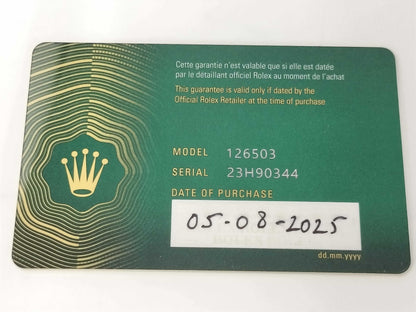 Cette garantie n'est valable que si elle est datée
par le détaillant officiel Rolex au moment de l'achat
This guarantee is valid only if dated by the
Official Rolex Retailer at the time of purchase
MODEL 126503
SERIAL 23H90344
DATE OF PURCHASE
05-08-2025
dd.mm.yyyy